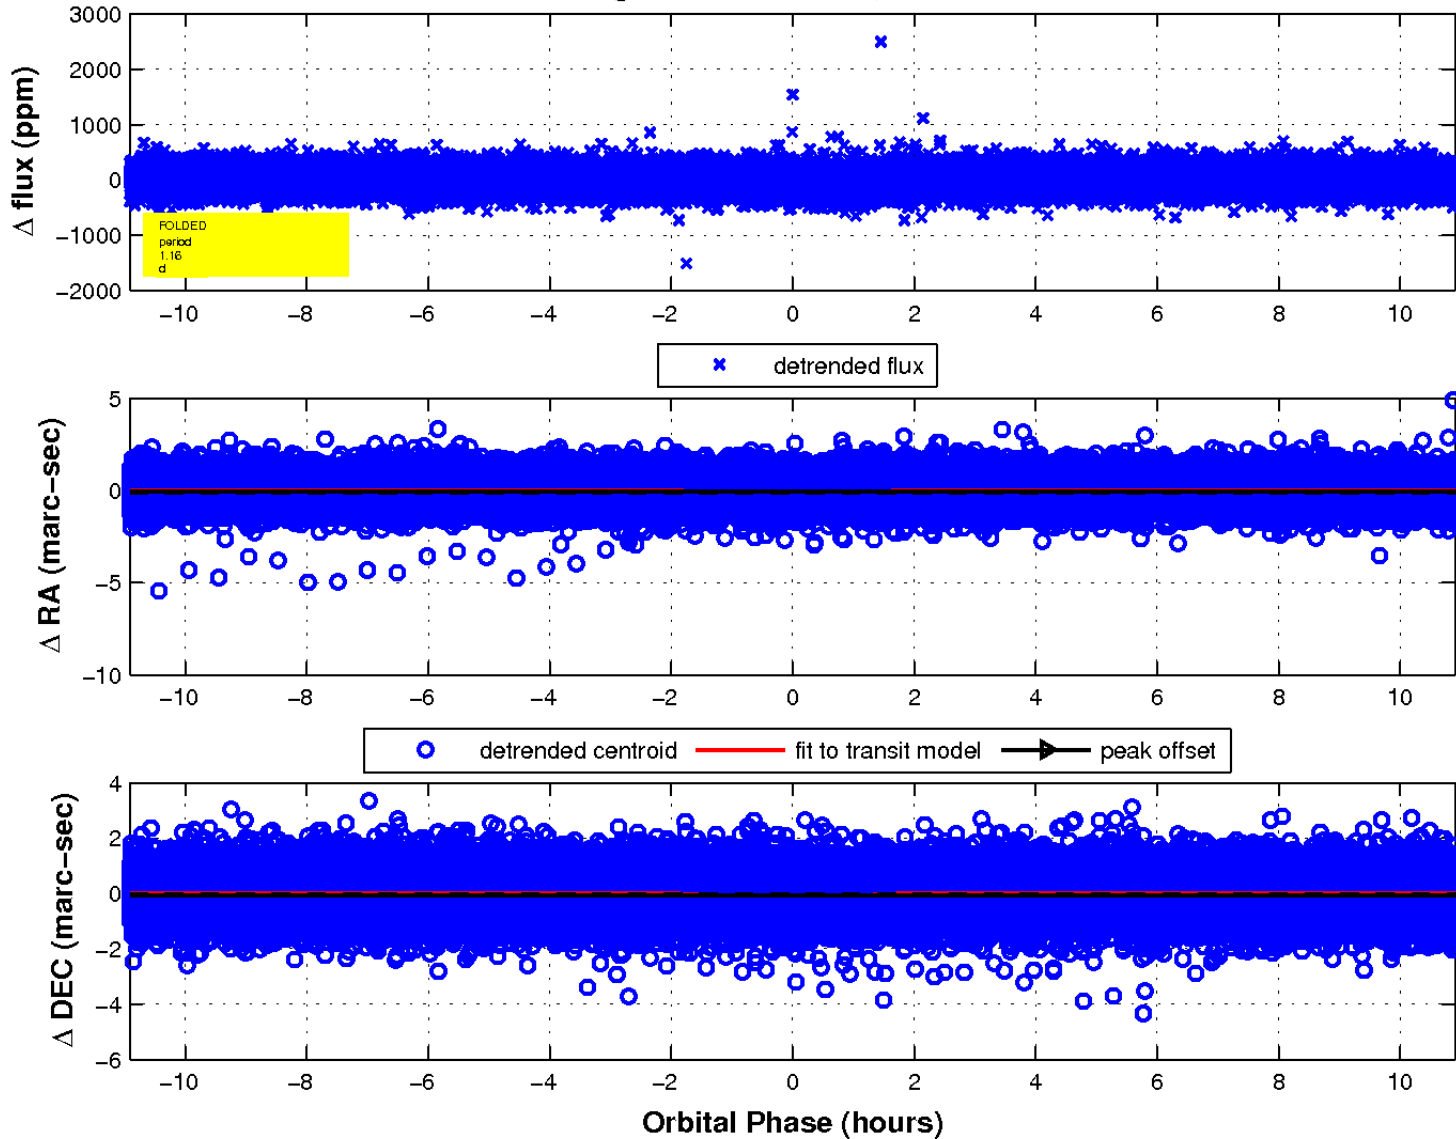 3000
2000
1000
0
−1000
−2000
Δ flux (ppm)
FOLDED
period
1.16
d
−10 −8 −6 −4 −2 0 2 4 6 8 10
detrended flux
5
0
−5
−10
Δ RA (marc−sec)
−10 −8 −6 −4 −2 0 2 4 6 8 10
detrended centroid fit to transit model peak offset
4
2
0
−2
−4
−6
Δ DEC (marc−sec)
−10 −8 −6 −4 −2 0 2 4 6 8 10
Orbital Phase (hours)